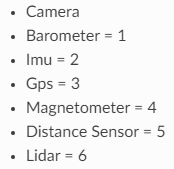 • Camera
• Barometer = 1
• Imu = 2
• Gps = 3
• Magnetometer = 4
• Distance Sensor = 5
• Lidar = 6